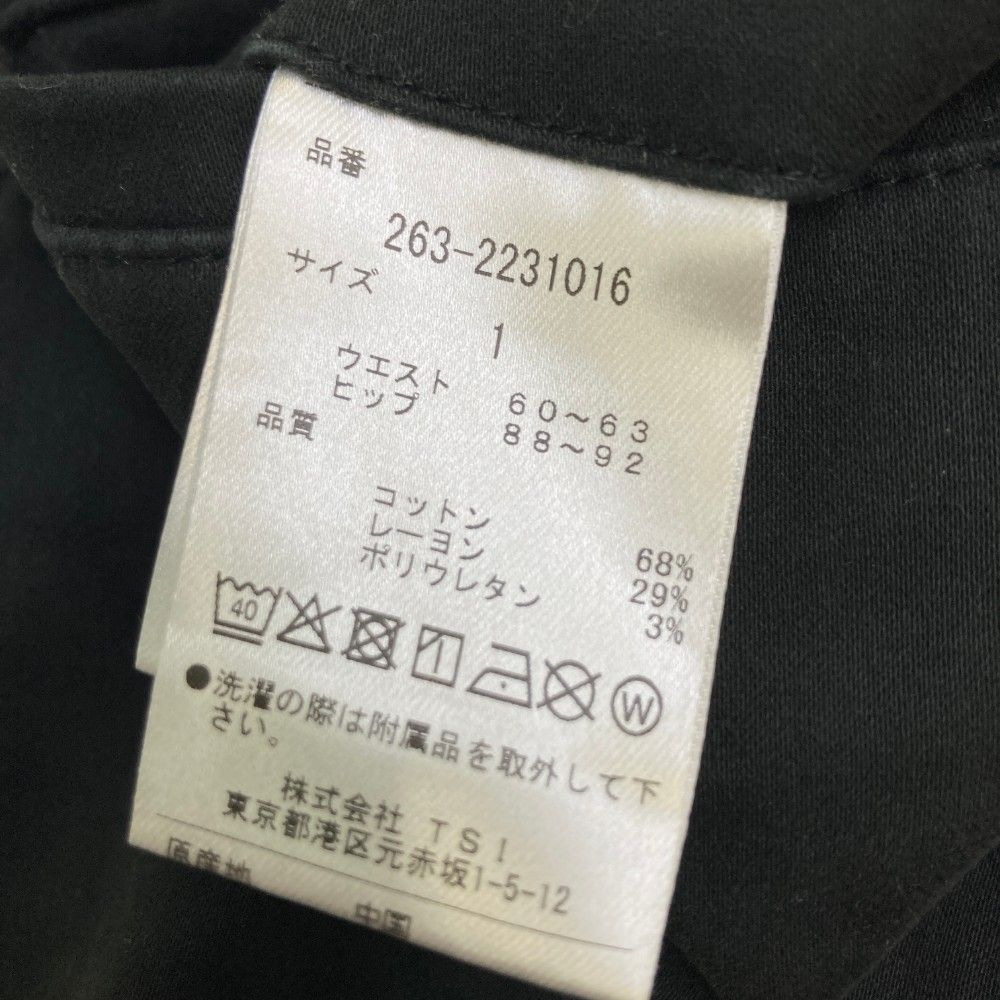 品番
263-2231016
サイズ
1
ウエスト 60～63
ヒップ 88～92
品質
コットン 68%
レーヨン 29%
ポリウレタン 3%
40 W
●洗濯の際は附属品を取外して下
さい。
株式会社 TSI
東京都港区元赤坂1-5-12
原産地
中国